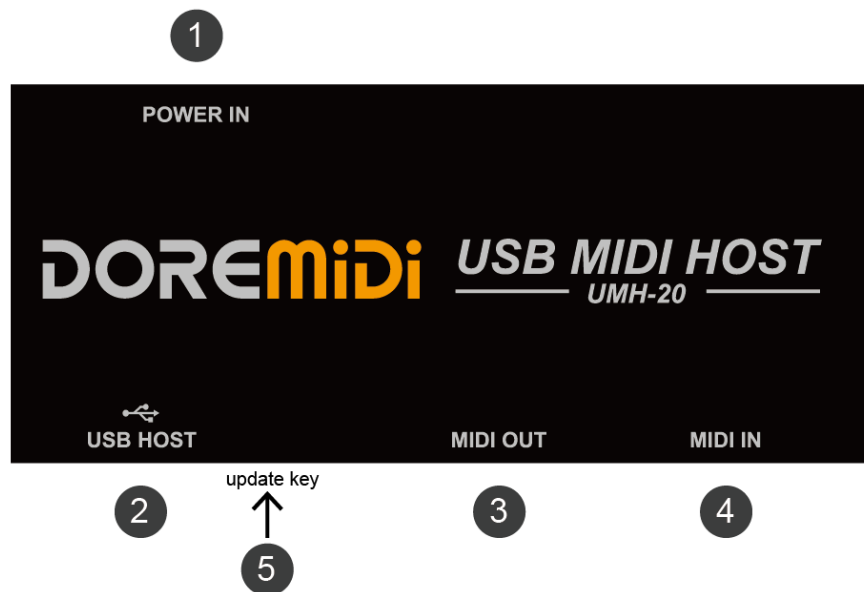 1
POWER IN
DOREMiDi
USB MIDI HOST
UMH-20
USB HOST
MIDI OUT
MIDI IN
update key
2
3
4
5